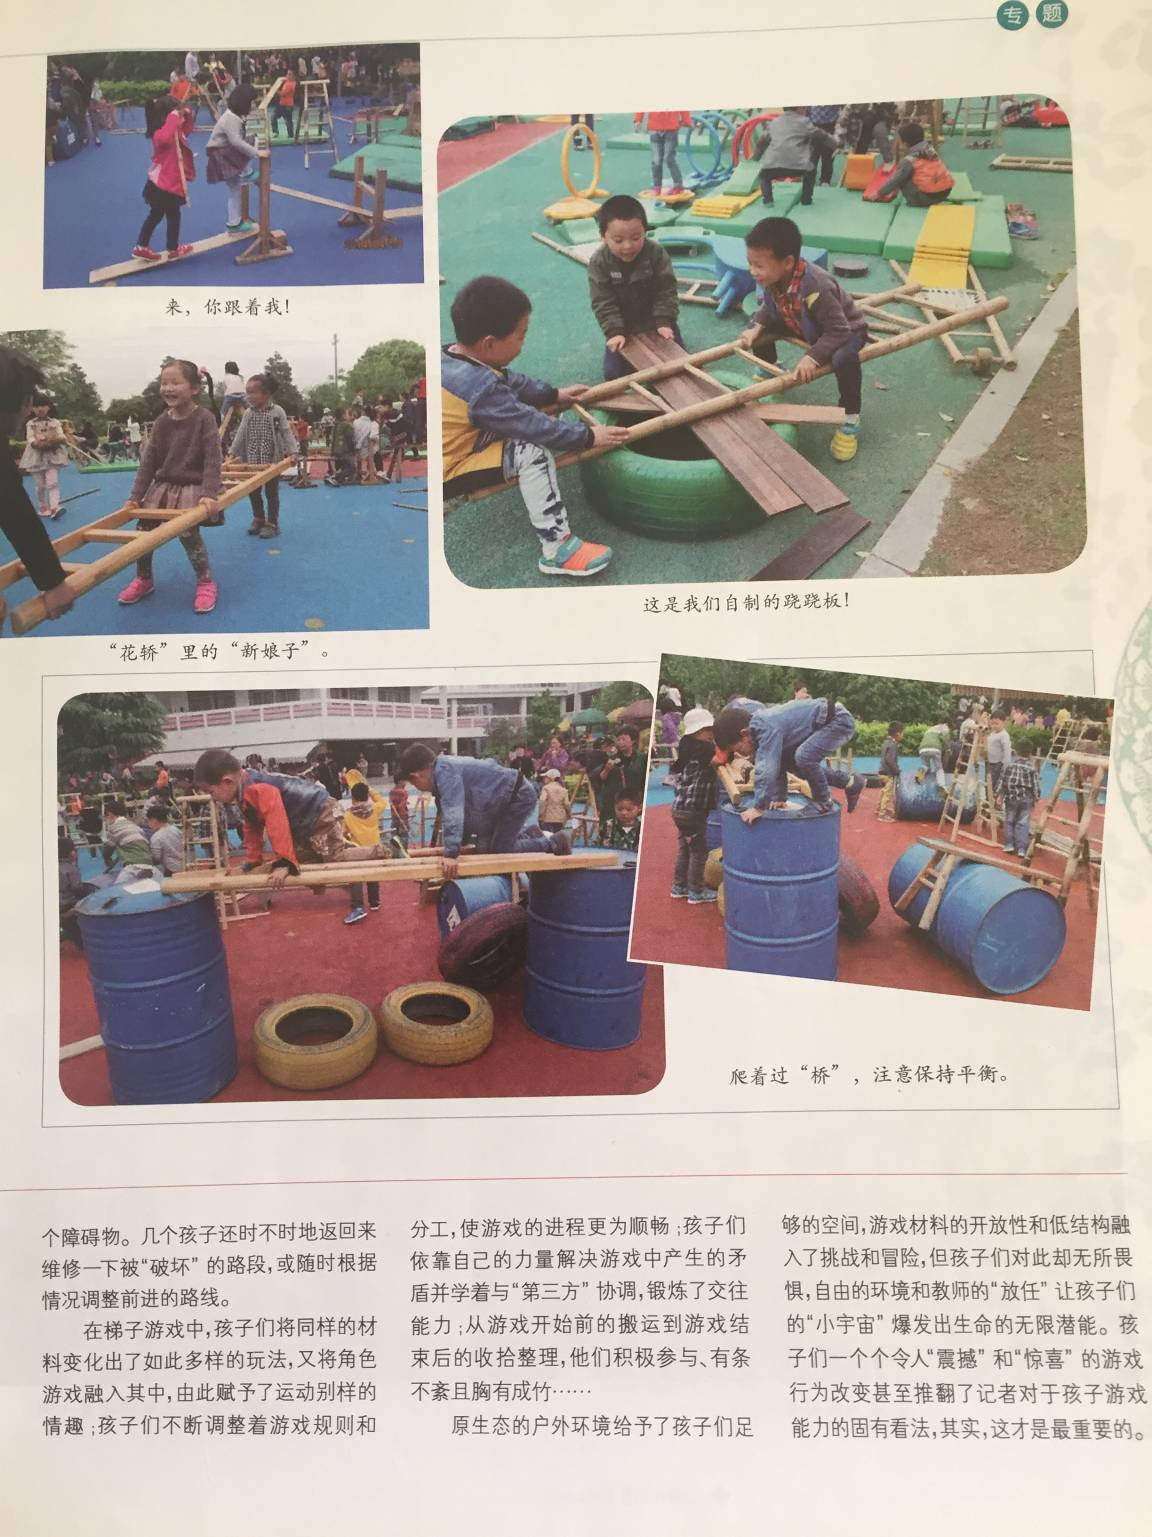 专题
来，你跟着我！
这是我们自制的跷跷板！
“花轿”里的“新娘子”。
爬着过“桥”，注意保持平衡。
个障碍物。几个孩子还时不时地返回来
维修一下被“破坏”的路段，或随时根据
情况调整前进的路线。
在梯子游戏中，孩子们将同样的材
料变化出了如此多样的玩法，又将角色
游戏融入其中，由此赋予了运动别样的
情趣；孩子们不断调整着游戏规则和
分工，使游戏的进程更为顺畅；孩子们
依靠自己的力量解决游戏中产生的矛
盾并学着与“第三方”协调，锻炼了交往
能力；从游戏开始前的搬运到游戏结
束后的收拾整理，他们积极参与、有条
不紊且胸有成竹……
原生态的户外环境给予了孩子们足
够的空间，游戏材料的开放性和低结构融
入了挑战和冒险，但孩子们对此却无所畏
惧，自由的环境和教师的“放任”让孩子们
的“小宇宙”爆发出生命的无限潜能。孩
子们一个个令人“震撼”和“惊喜”的游戏
行为改变甚至推翻了记者对于孩子游戏
能力的固有看法，其实，这才是最重要的。